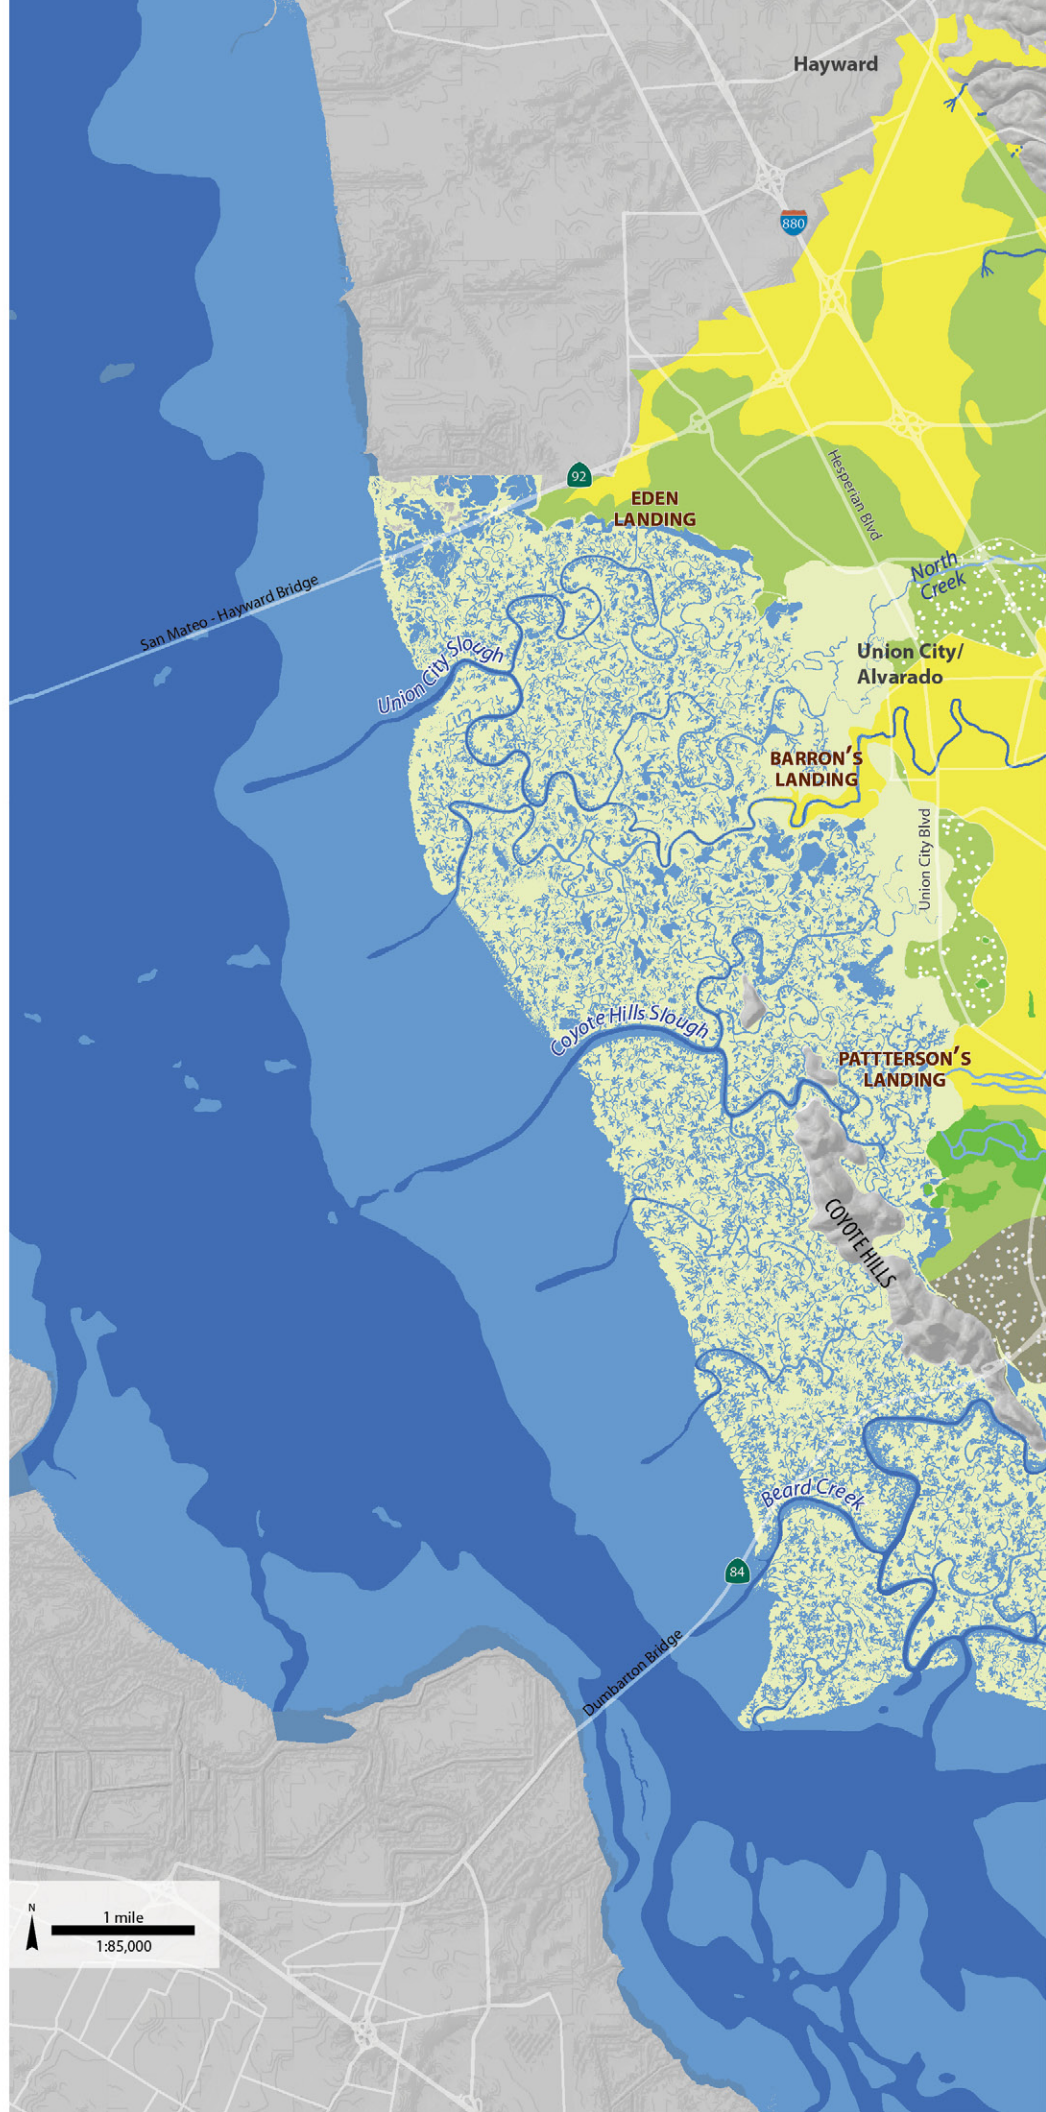 Hayward
880
92
EDEN
LANDING
Hesperian Blvd
North
Creek
San Mateo - Hayward Bridge
Union City Slough
Union City/
Alvarado
BARRON'S
LANDING
Union City Blvd
Coyote Hills Slough
PATTTERSON'S
LANDING
COYOTE HILLS
Beard Creek
84
Dumbarton Bridge
N
1 mile
1:85,000